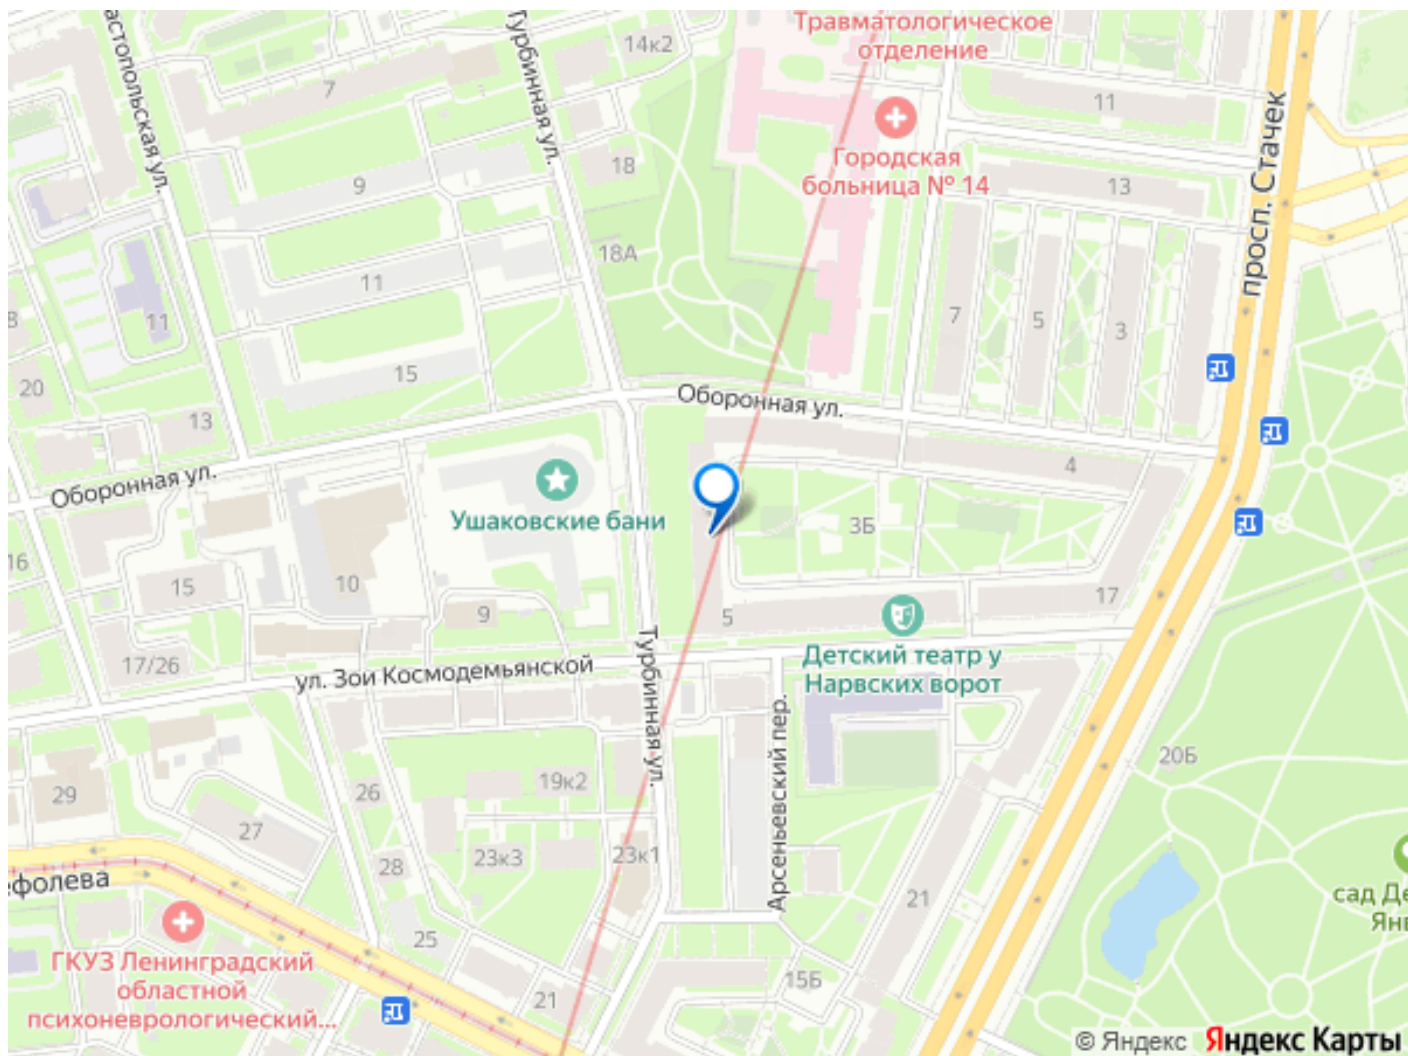 Травматологическое
отделение
14к2
7
11
Турбинная ул.
просп. Стачек
Городская
больница № 14
13
18
9
18А
11
11
7
5
3
15
20
13
Оборонная ул.
4
Оборонная ул.
Ушаковские бани
3Б
16
15
10
9
5
17
17/26
ул. Зои Космодемьянской
Турбинная ул.
Детский театр у
Нарвских ворот
Арсеньевский пер.
20Б
29
26
19к2
27
23к3
23к1
28
21
25
ГКУЗ Ленинградский
областной
психоневрологический...
21
15Б
© Яндекс Яндекс Карты